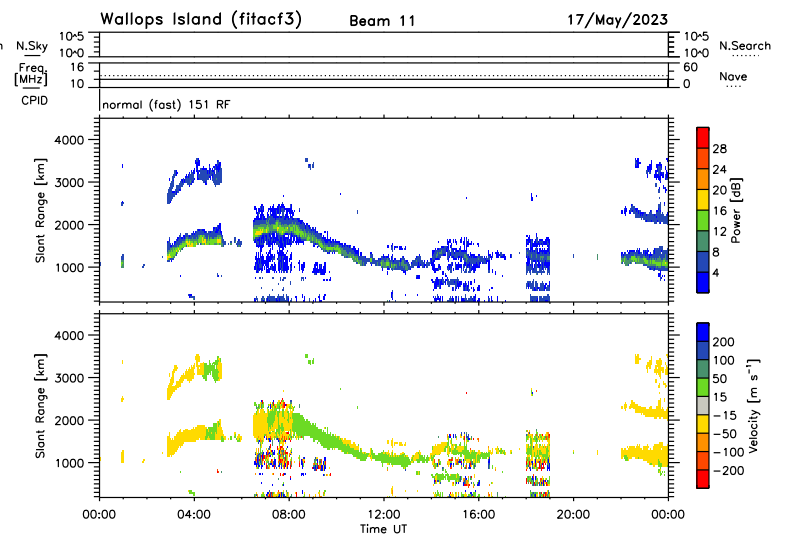 Wallops Island (fitacf3) Beam 11 17/May/2023
N.Sky 10^5 10^5 N.Search
10^0 10^0
Freq. 16 60 Nave
[MHz] 10 0
CPID normal (fast) 151 RF
4000
3000
2000
1000
Slant Range [km]
28
24
20
16
12
8
4
Power [dB]
4000
3000
2000
1000
Slant Range [km]
200
100
50
15
−15
−50
−100
−200
Velocity [m s⁻¹]
00:00 04:00 08:00 12:00 16:00 20:00 00:00
Time UT